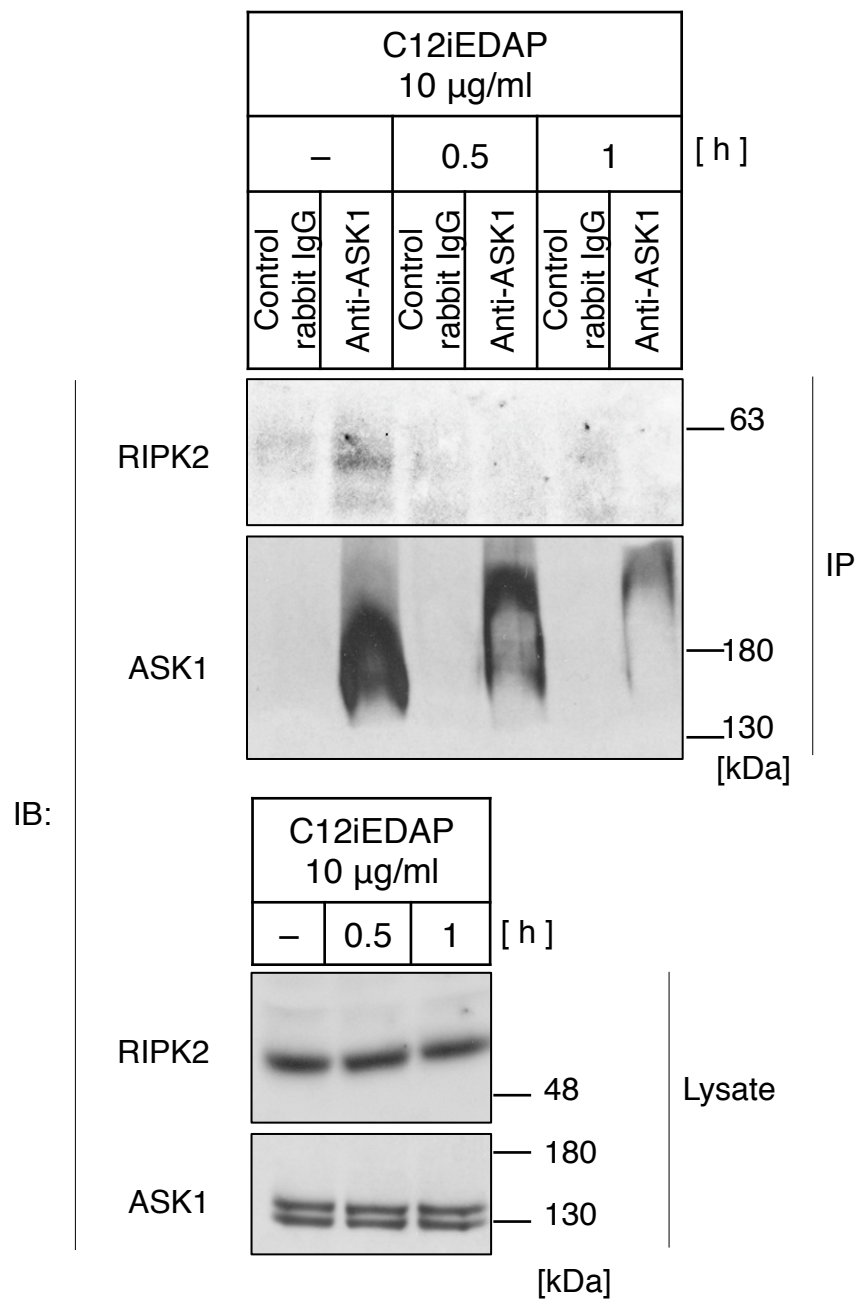 C12iEDAP
10 µg/ml
– 0.5 1 [ h ]
Control rabbit IgG
Anti-ASK1
Control rabbit IgG
Anti-ASK1
Control rabbit IgG
Anti-ASK1
RIPK2
63
IP
ASK1
180
130
[kDa]
IB:
C12iEDAP
10 µg/ml
– 0.5 1 [ h ]
RIPK2
48
Lysate
ASK1
180
130
[kDa]